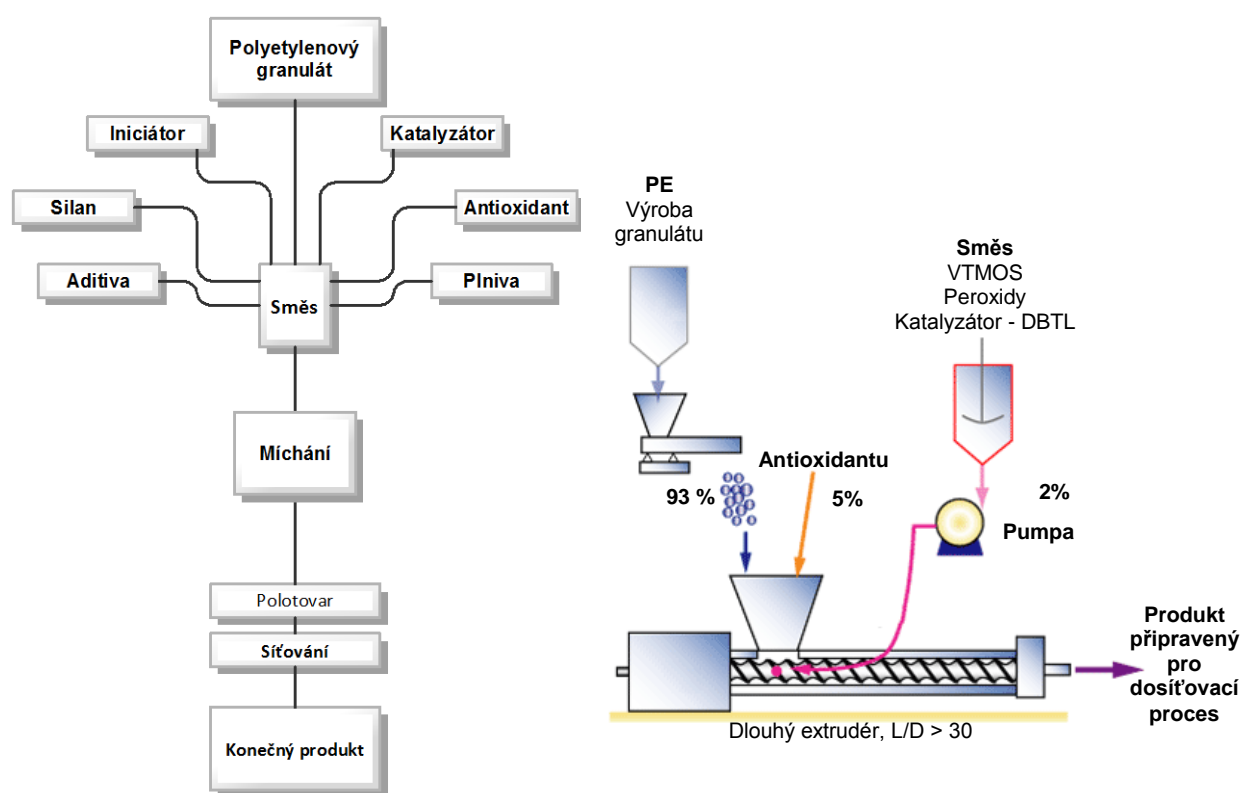 Polyetylenový
granulát
Iniciátor
Katalyzátor
Silan
Antioxidant
Aditiva
Plniva
Směs
Míchání
Polotovar
Síťování
Konečný produkt
PE
Výroba
granulátu
Směs
VTMOS
Peroxidy
Katalyzátor - DBTL
Antioxidantu
93 %
5%
2%
Pumpa
Produkt
připravený
pro
dosíťovací
proces
Dlouhý extrudér, L/D > 30